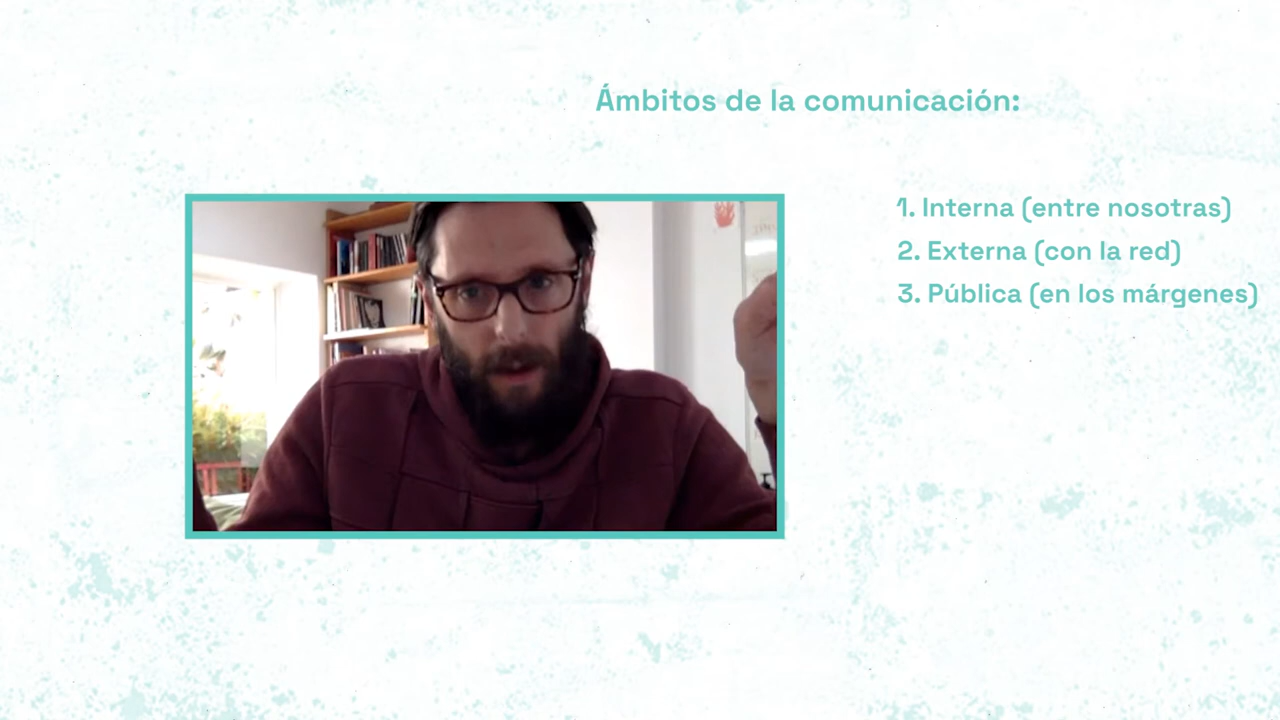 Ámbitos de la comunicación:
1. Interna (entre nosotras)
2. Externa (con la red)
3. Pública (en los márgenes)